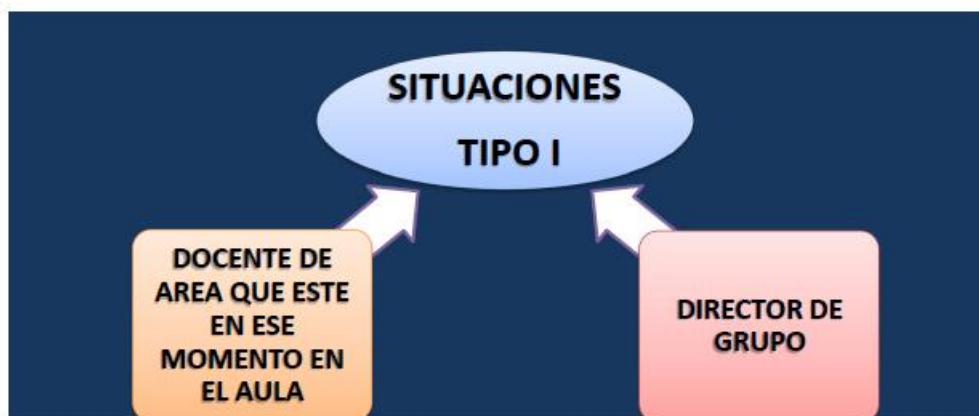 SITUACIONES
TIPO I
DOCENTE DE
AREA QUE ESTE
EN ESE
MOMENTO EN
EL AULA
DIRECTOR DE
GRUPO